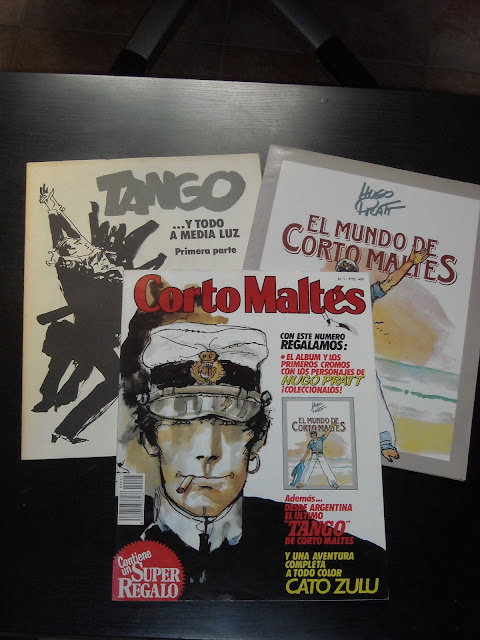 TANGO
...Y TODO
A MEDIA LUZ
Primera parte
HUGO
PRATT
EL MUNDO DE
CORTO MALTÉS
Corto Maltés
CON ESTE NUMERO
REGALAMOS:
• EL ALBUM Y LOS
PRIMEROS CROMOS
CON LOS PERSONAJES DE
HUGO PRATT
¡COLECCIONALOS!
EL MUNDO DE
CORTO MALTÉS
Además...
DESDE ARGENTINA
EL ULTIMO
"TANGO"
DE CORTO MALTES
Y UNA AVENTURA
COMPLETA
A TODO COLOR
CATO ZULU
Contiene
un SUPER
REGALO